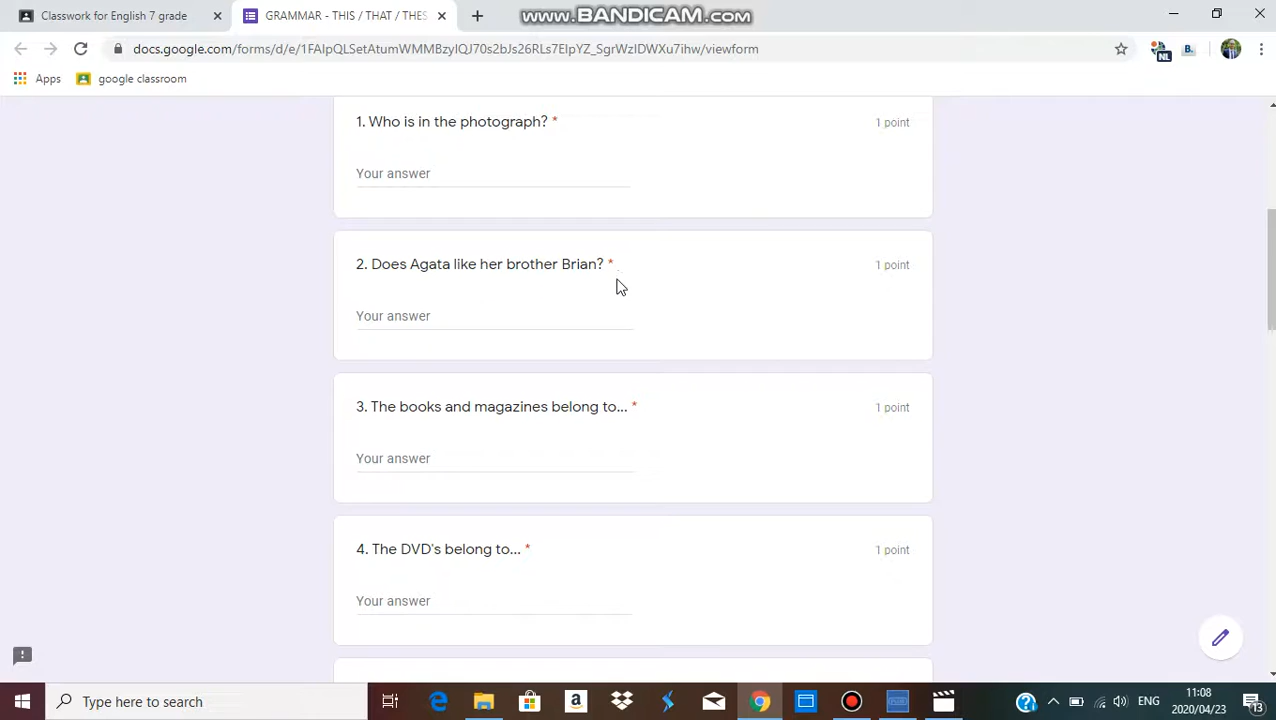 Classwork for English 7 grade
GRAMMAR - THIS / THAT / THES
www.BANDICAM.com
docs.google.com/forms/d/e/1FAIpQLSetAtumWMMBzyIQJ70s2bJs26RLs7EIpYZ_SgrWzIDWXu7ihw/viewform
NL
B.
Apps
google classroom
1. Who is in the photograph? *
1 point
Your answer
2. Does Agata like her brother Brian? *
1 point
Your answer
3. The books and magazines belong to... *
1 point
Your answer
4. The DVD's belong to... *
1 point
Your answer
Type here to search
ENG
11:08
2020/04/23
13